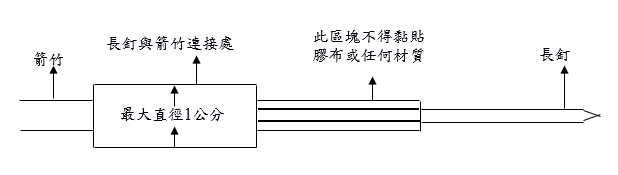 箭竹
長釘與箭竹連接處
此區塊不得黏貼
膠布或任何材質
長釘
最大直徑1公分